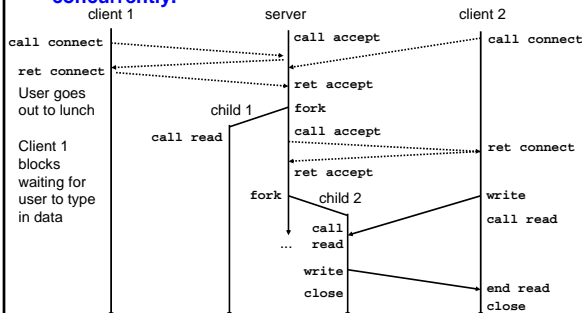 concurrently.
client 1 server client 2
call connect call accept call connect
ret connect ret accept
User goes
out to lunch
child 1 fork
call read call accept
Client 1
blocks
waiting for
user to type
in data
ret connect
ret accept
fork child 2 write
call
read
call read
...
write
close
end read
close